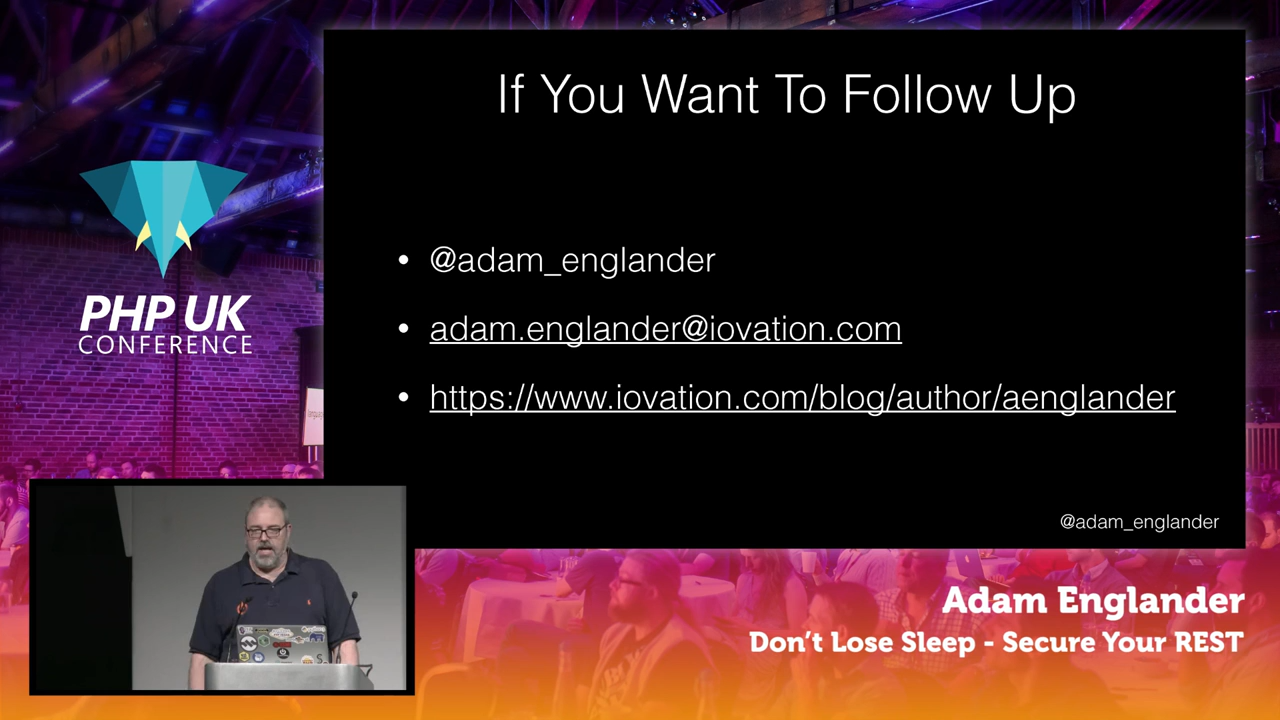 If You Want To Follow Up
• @adam_englander
• adam.englander@iovation.com
• https://www.iovation.com/blog/author/aenglander
@adam_englander
PHP UK
CONFERENCE
Adam Englander
Don't Lose Sleep - Secure Your REST